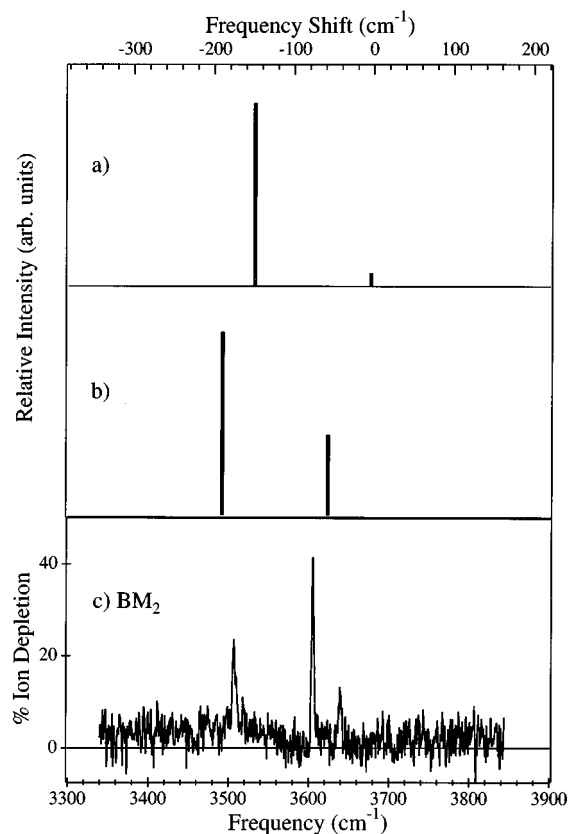 Frequency Shift (cm-1)
-300 -200 -100 0 100 200
Relative Intensity (arb. units)
a)
b)
% Ion Depletion
40
20
0
c) BM2
3300 3400 3500 3600 3700 3800 3900
Frequency (cm-1)